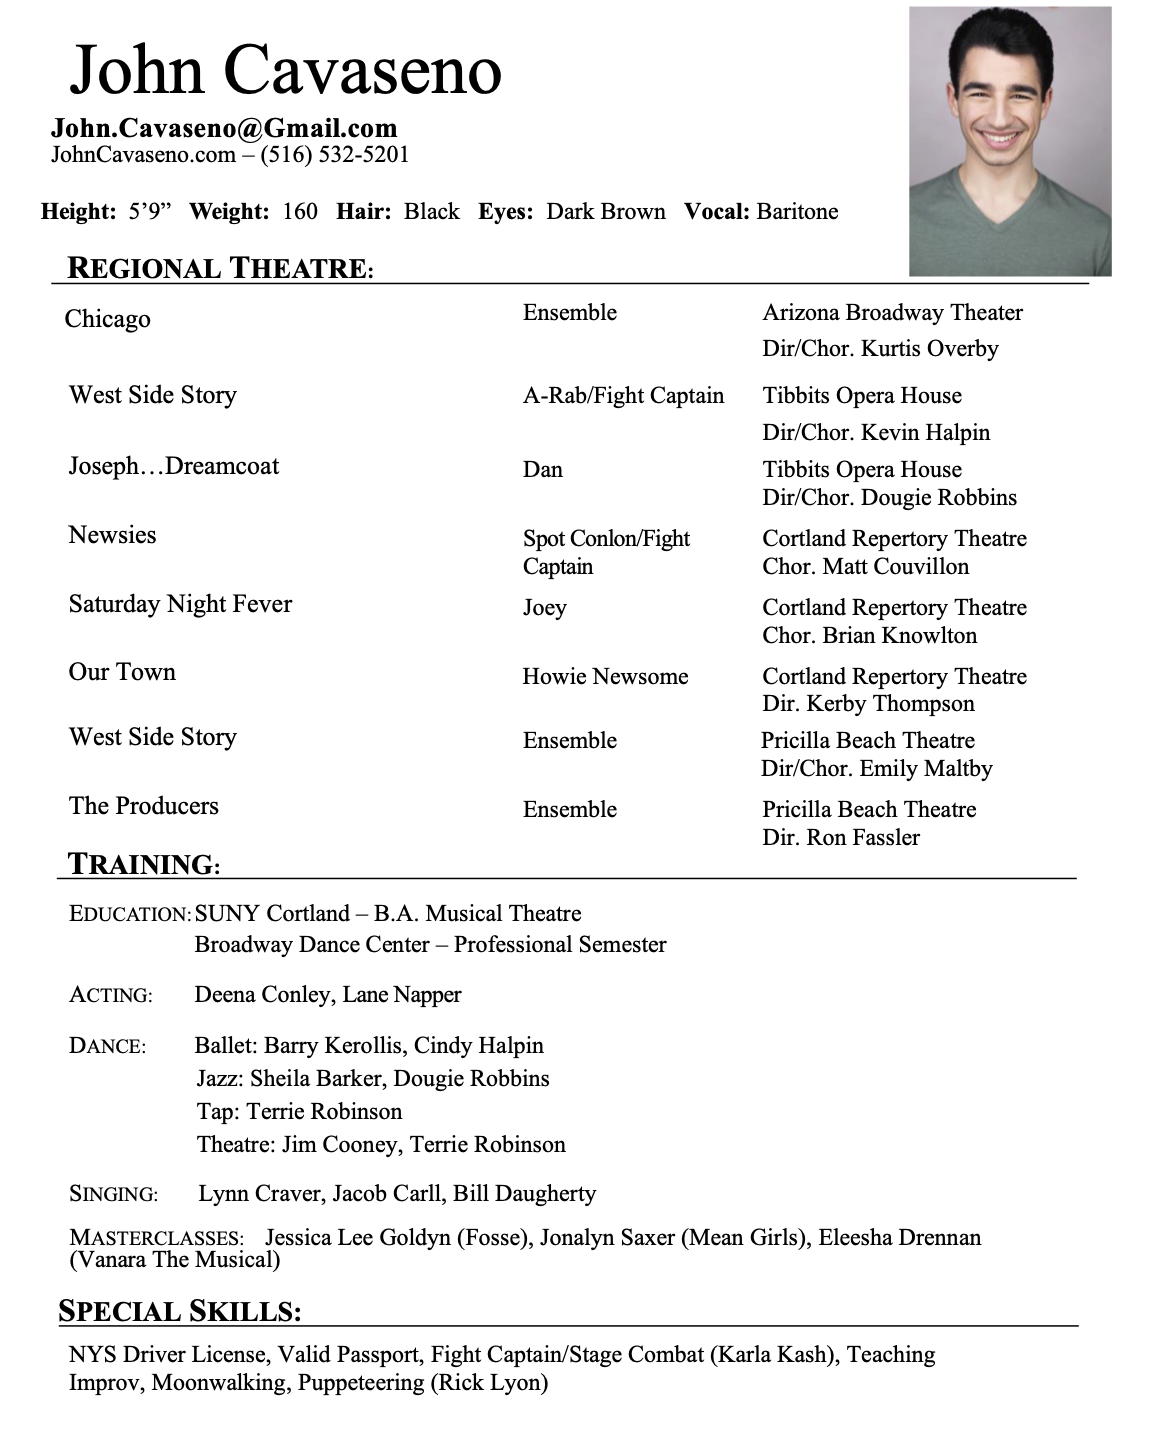 John Cavaseno
John.Cavaseno@Gmail.com
JohnCavaseno.com – (516) 532-5201
Height: 5’9” Weight: 160 Hair: Black Eyes: Dark Brown Vocal: Baritone
REGIONAL THEATRE:
Chicago Ensemble Arizona Broadway Theater
Dir/Chor. Kurtis Overby
West Side Story A-Rab/Fight Captain Tibbits Opera House
Dir/Chor. Kevin Halpin
Joseph…Dreamcoat Dan Tibbits Opera House
Dir/Chor. Dougie Robbins
Newsies Spot Conlon/Fight Cortland Repertory Theatre
Captain Chor. Matt Couvillon
Saturday Night Fever Joey Cortland Repertory Theatre
Chor. Brian Knowlton
Our Town Howie Newsome Cortland Repertory Theatre
Dir. Kerby Thompson
West Side Story Ensemble Pricilla Beach Theatre
Dir/Chor. Emily Maltby
The Producers Ensemble Pricilla Beach Theatre
Dir. Ron Fassler
TRAINING:
EDUCATION: SUNY Cortland – B.A. Musical Theatre
Broadway Dance Center – Professional Semester
ACTING: Deena Conley, Lane Napper
DANCE: Ballet: Barry Kerollis, Cindy Halpin
Jazz: Sheila Barker, Dougie Robbins
Tap: Terrie Robinson
Theatre: Jim Cooney, Terrie Robinson
SINGING: Lynn Craver, Jacob Carll, Bill Daugherty
MASTERCLASSES: Jessica Lee Goldyn (Fosse), Jonalyn Saxer (Mean Girls), Eleesha Drennan
(Vanara The Musical)
SPECIAL SKILLS:
NYS Driver License, Valid Passport, Fight Captain/Stage Combat (Karla Kash), Teaching
Improv, Moonwalking, Puppeteering (Rick Lyon)